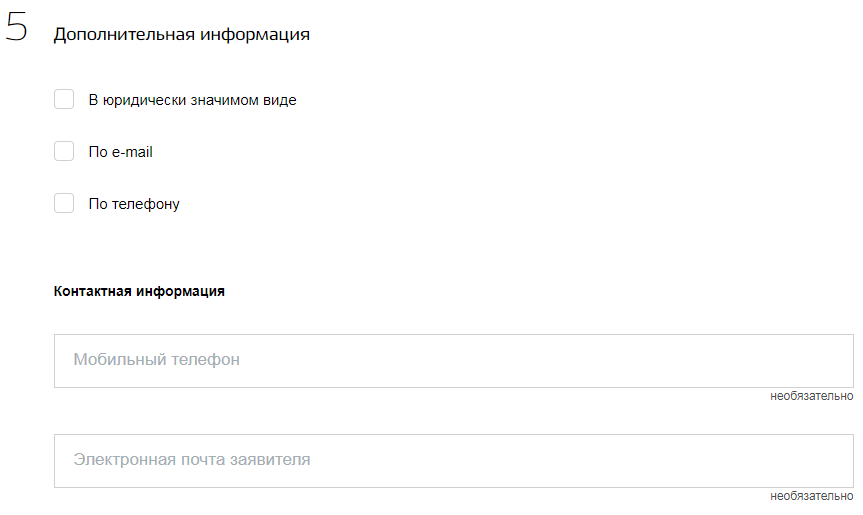 5
Дополнительная информация
В юридически значимом виде
По e-mail
По телефону
Контактная информация
Мобильный телефон
необязательно
Электронная почта заявителя
необязательно